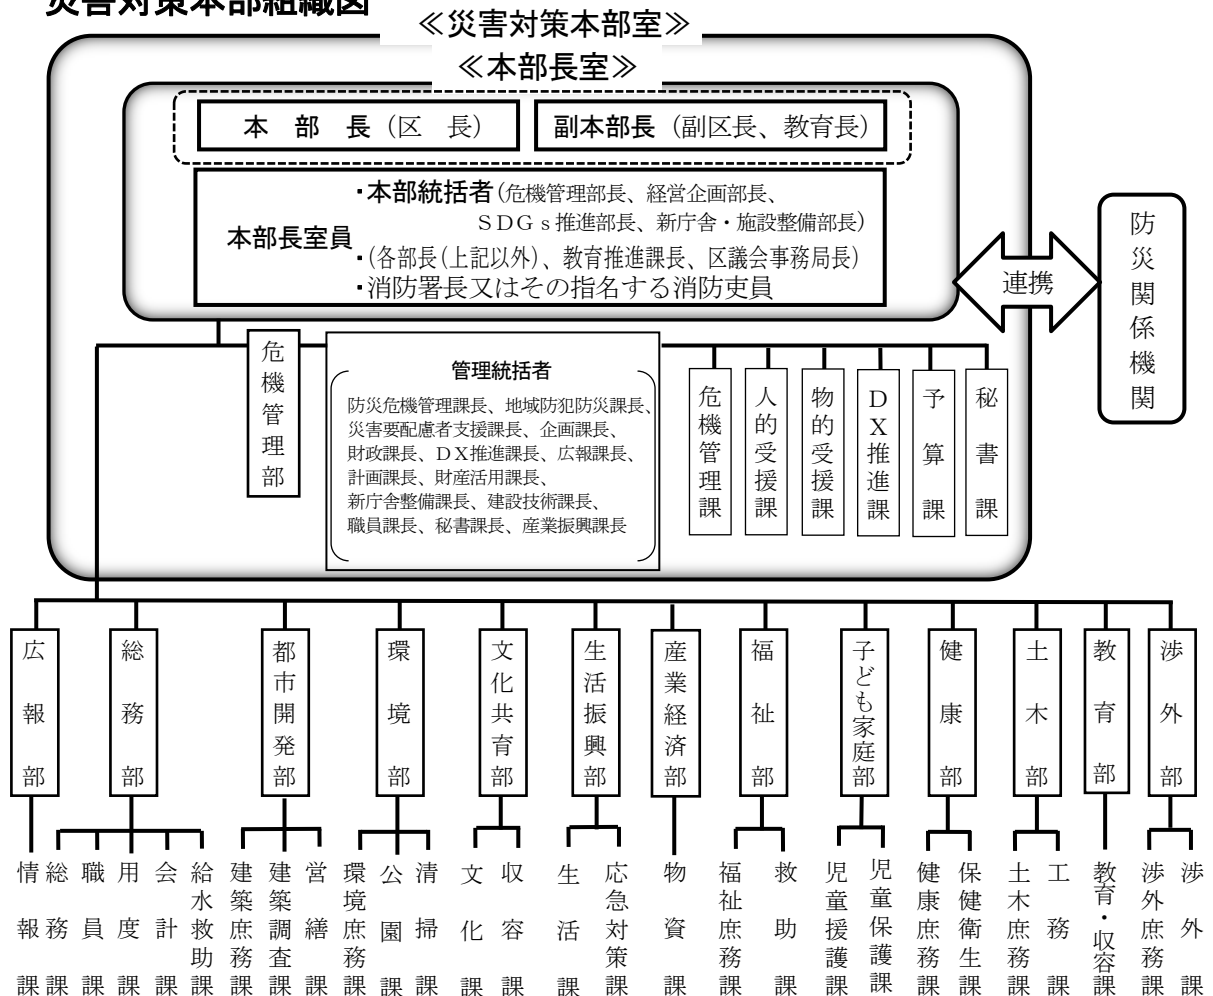 災害対策本部組織図
≪災害対策本部室≫
≪本部長室≫
本 部 長（区 長）
副本部長（副区長、教育長）
本部長室員
・本部統括者（危機管理部長、経営企画部長、
ＳＤＧｓ推進部長、新庁舎・施設整備部長）
・（各部長（上記以外）、教育推進課長、区議会事務局長）
・消防署長又はその指名する消防吏員
連携
防災関係機関
危機管理部
管理統括者
防災危機管理課長、地域防犯防災課長、
災害要配慮者支援課長、企画課長、
財政課長、ＤＸ推進課長、広報課長、
計画課長、財産活用課長、
新庁舎整備課長、建設技術課長、
職員課長、秘書課長、産業振興課長
危機管理課
人的受援課
物的受援課
ＤＸ推進課
予算課
秘書課
広報部
総務部
都市開発部
環境部
文化共育部
生活振興部
産業経済部
福祉部
子ども家庭部
健康部
土木部
教育部
渉外部
情報課
総務課
職員課
用度課
会計課
給水救助課
建築庶務課
建築調査課
営繕課
環境庶務課
公園課
清掃課
文化課
収容課
生活課
応急対策課
物資課
福祉庶務課
救助課
児童援護課
児童保護課
健康庶務課
保健衛生課
土木庶務課
工務課
教育・収容課
渉外庶務課
渉外課